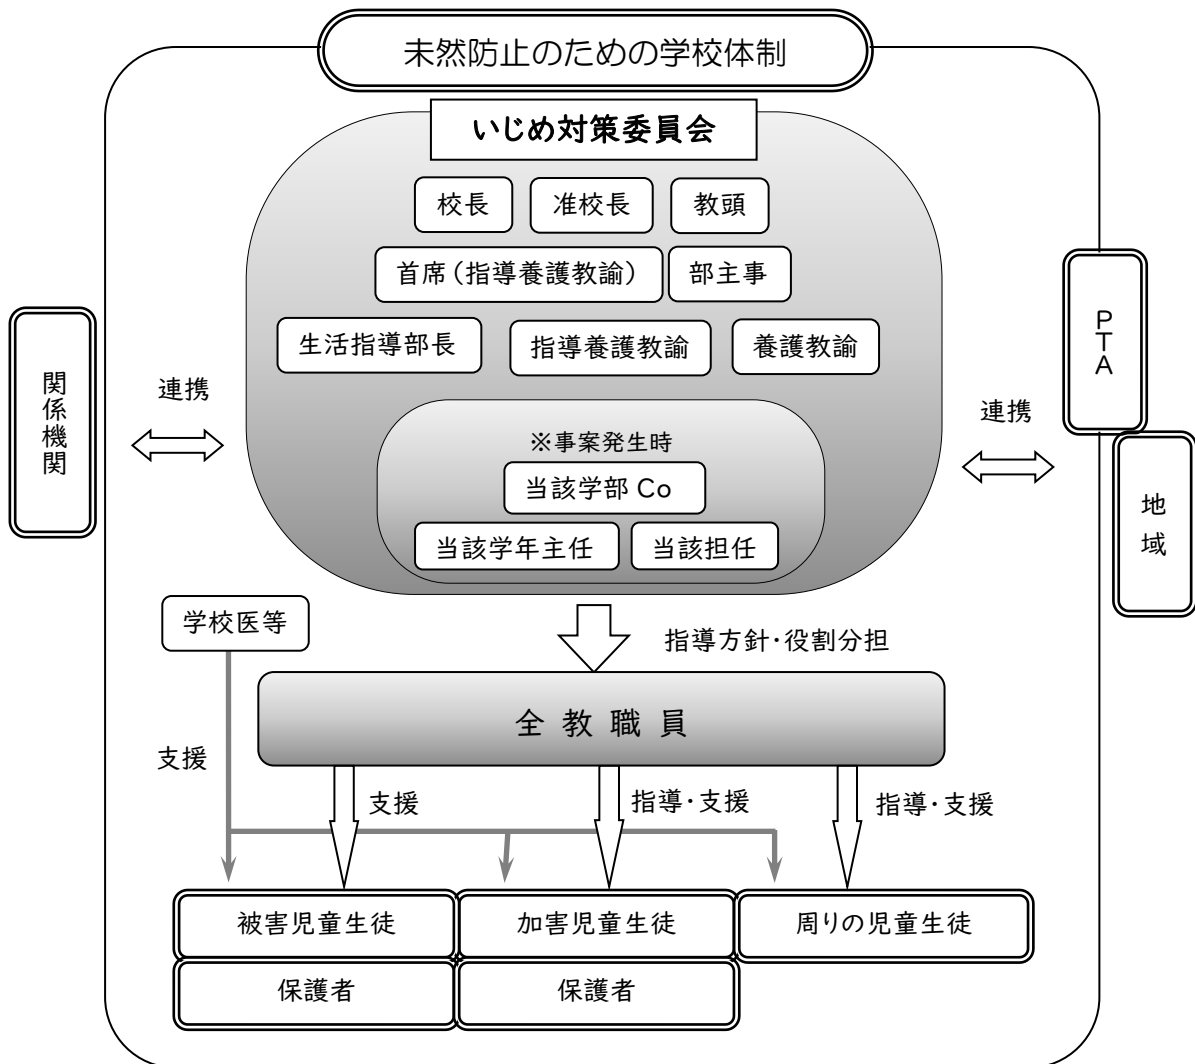 未然防止のための学校体制
いじめ対策委員会
校長
准校長
教頭
首席(指導養護教諭)
部主事
生活指導部長
指導養護教諭
養護教諭
関係機関
連携
PTA
連携
地域
※事案発生時
当該学部 Co
当該学年主任
当該担任
学校医等
指導方針・役割分担
全教職員
支援
支援
指導・支援
指導・支援
被害児童生徒
加害児童生徒
周りの児童生徒
保護者
保護者